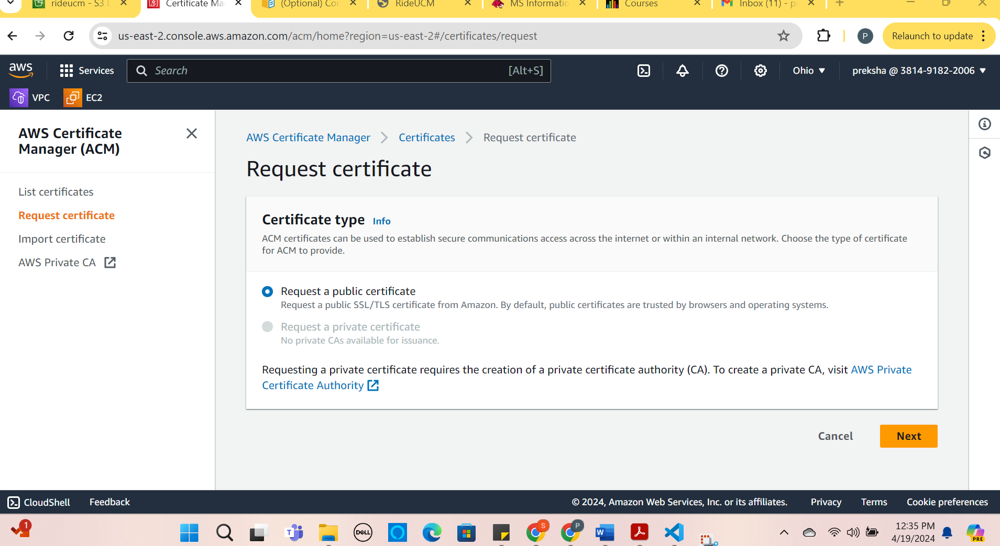 rideucm - S3 b
Certificate Ma
(Optional) Cor
RideUCM
MS Informatio
Courses
Inbox (11) - px
us-east-2.console.aws.amazon.com/acm/home?region=us-east-2#/certificates/request
P
Relaunch to update
aws
Services
Search
[Alt+S]
Ohio
preksha @ 3814-9182-2006
VPC
EC2
AWS Certificate
Manager (ACM)
List certificates
Request certificate
Import certificate
AWS Private CA
AWS Certificate Manager
Certificates
Request certificate
Request certificate
Certificate type Info
ACM certificates can be used to establish secure communications access across the internet or within an internal network. Choose the type of certificate
for ACM to provide.
Request a public certificate
Request a public SSL/TLS certificate from Amazon. By default, public certificates are trusted by browsers and operating systems.
Request a private certificate
No private CAs available for issuance.
Requesting a private certificate requires the creation of a private certificate authority (CA). To create a private CA, visit AWS Private
Certificate Authority
Cancel
Next
CloudShell
Feedback
© 2024, Amazon Web Services, Inc. or its affiliates.
Privacy
Terms
Cookie preferences
1
T
DELL
S
P
W
12:35 PM
4/19/2024
PRE